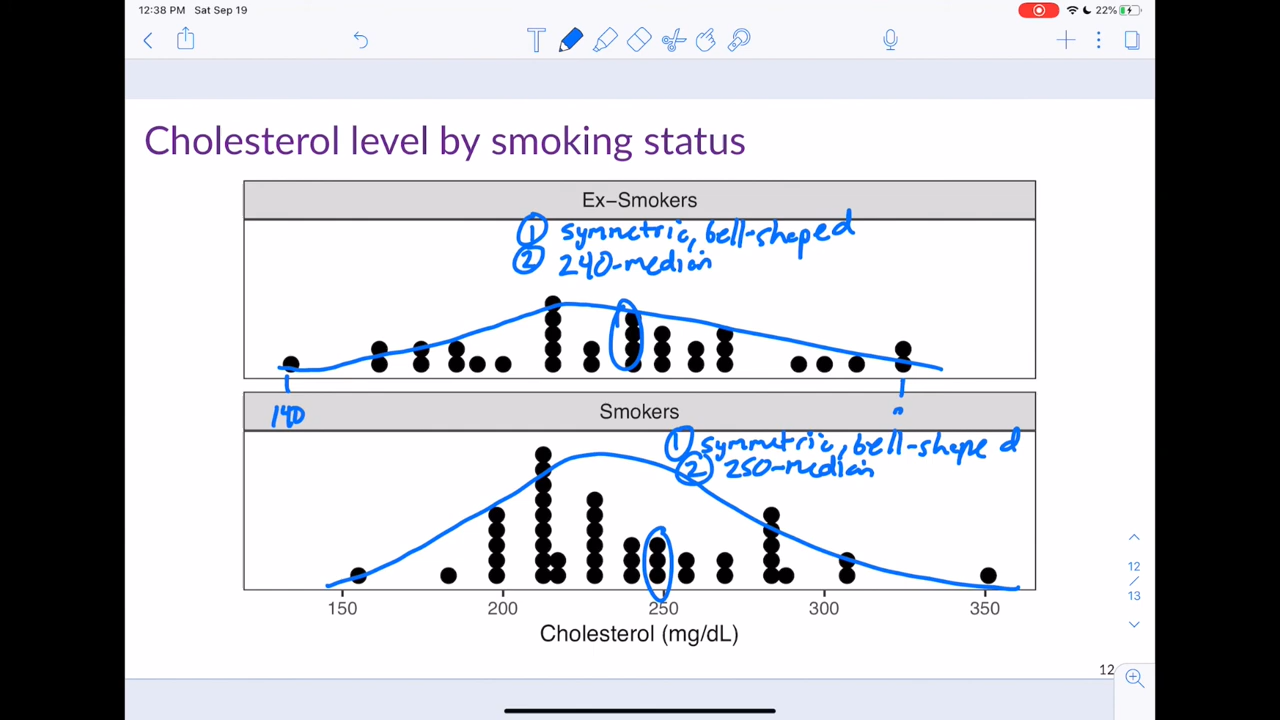 12:38 PM Sat Sep 19
22%
T
Cholesterol level by smoking status
Ex-Smokers
① symmetric, bell-shaped
② 240-median
140
Smokers
① symmetric, bell-shaped
② 250-median
150 200 250 300 350
Cholesterol (mg/dL)
12
/
13
12